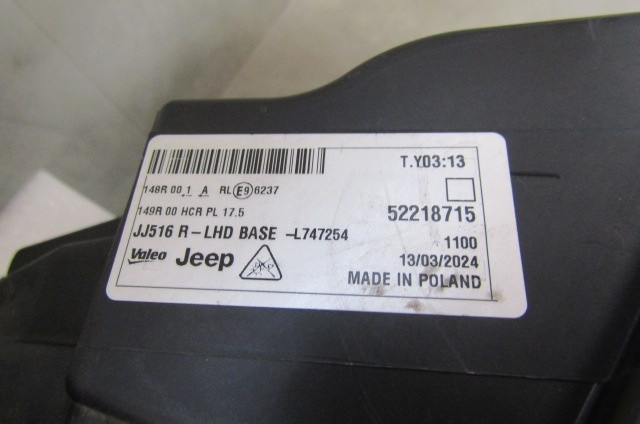 T.Y03:13
148R 00 1 A RL E9 6237
149R 00 HCR PL 17.5
52218715
JJ516 R-LHD BASE -L747254
1100
Valeo Jeep
13/03/2024
MADE IN POLAND